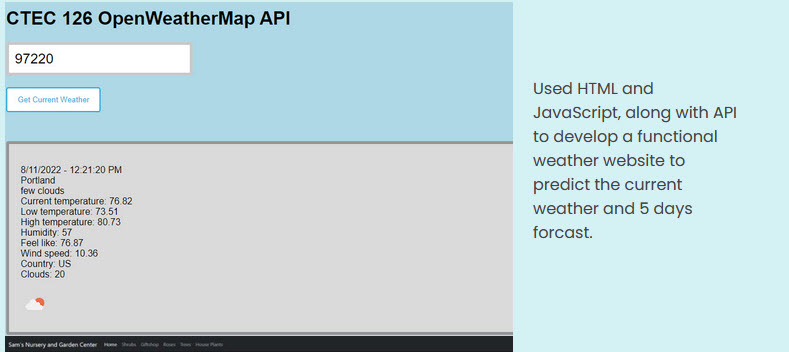 CTEC 126 OpenWeatherMap API
97220
Get Current Weather
8/11/2022 - 12:21:20 PM
Portland
few clouds
Current temperature: 76.82
Low temperature: 73.51
High temperature: 80.73
Humidity: 57
Feel like: 76.87
Wind speed: 10.36
Country: US
Clouds: 20
Sam's Nursery and Garden Center Home Shrubs Giftshop Roses Trees House Plants
Used HTML and
JavaScript, along with API
to develop a functional
weather website to
predict the current
weather and 5 days
forcast.